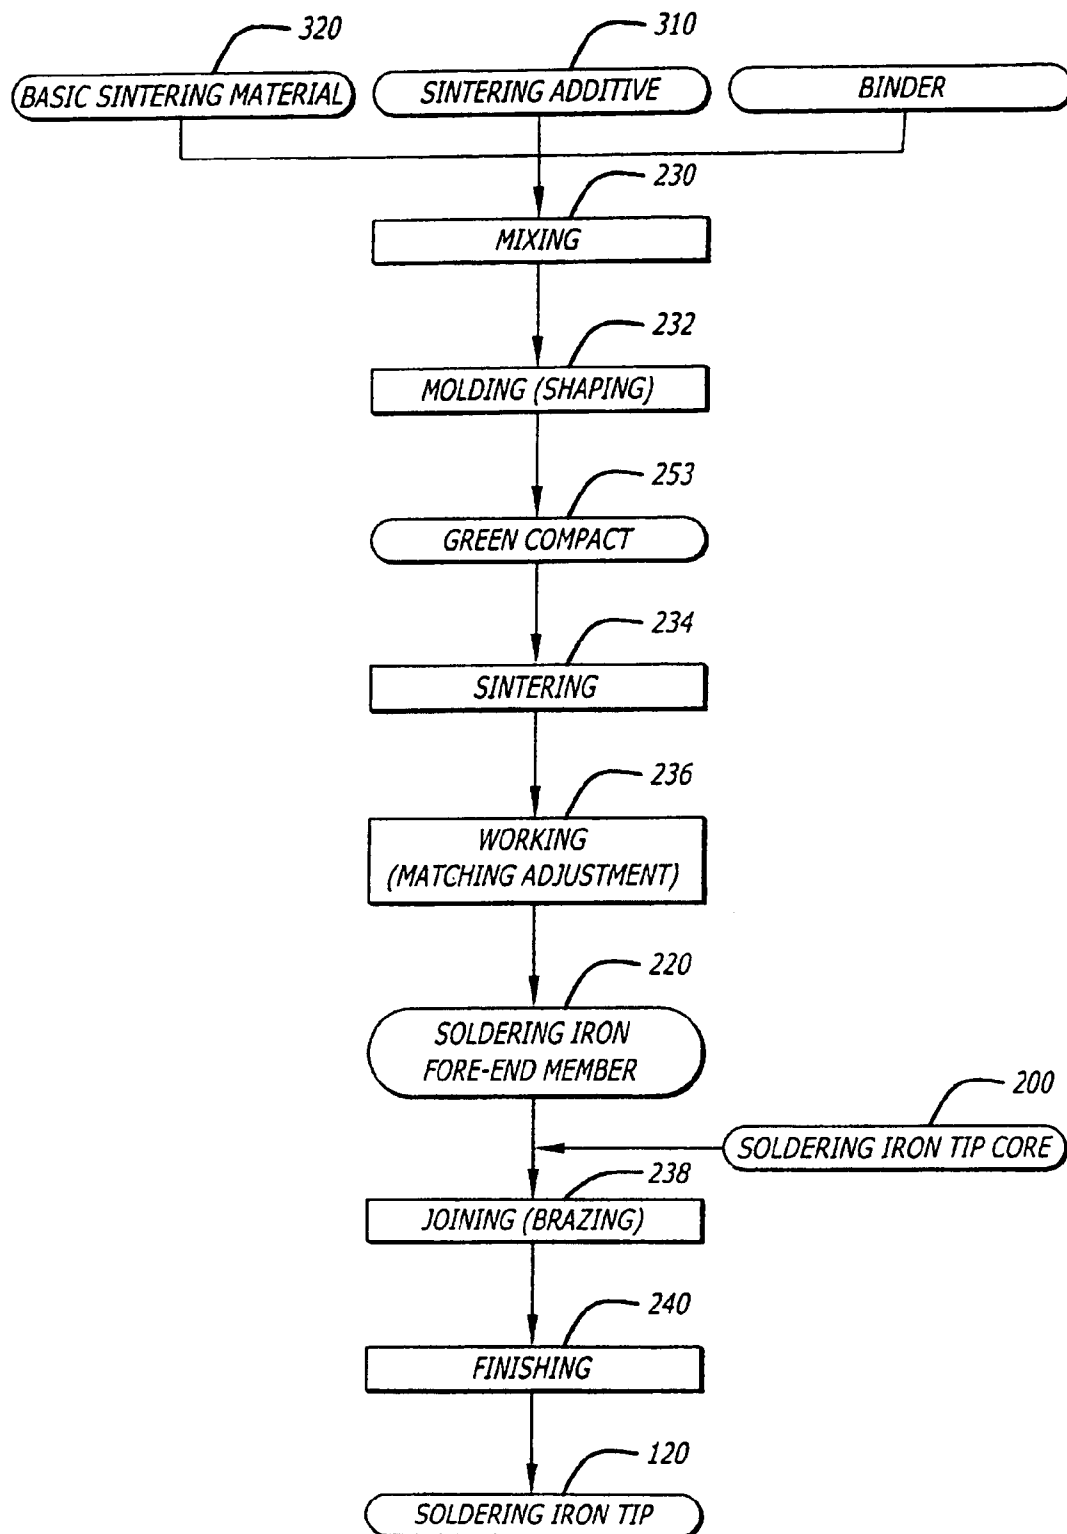 320
310
BASIC SINTERING MATERIAL
SINTERING ADDITIVE
BINDER
230
MIXING
232
MOLDING (SHAPING)
253
GREEN COMPACT
234
SINTERING
236
WORKING
(MATCHING ADJUSTMENT)
220
SOLDERING IRON
FORE-END MEMBER
200
SOLDERING IRON TIP CORE
238
JOINING (BRAZING)
240
FINISHING
120
SOLDERING IRON TIP